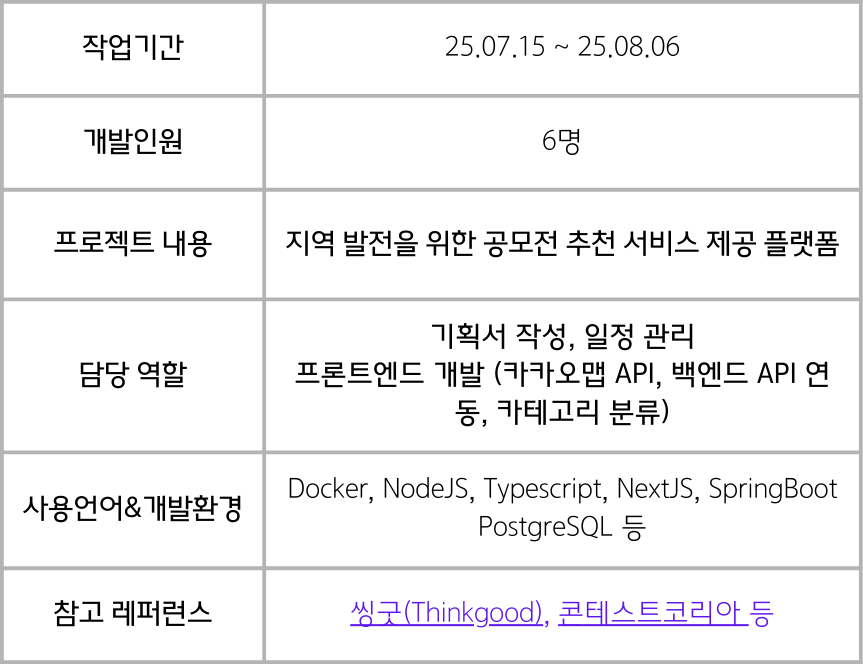 작업기간
25.07.15 ~ 25.08.06
개발인원
6명
프로젝트 내용
지역 발전을 위한 공모전 추천 서비스 제공 플랫폼
담당 역할
기획서 작성, 일정 관리
프론트엔드 개발 (카카오맵 API, 백엔드 API 연
동, 카테고리 분류)
사용언어&개발환경
Docker, NodeJS, Typescript, NextJS, SpringBoot
PostgreSQL 등
참고 레퍼런스
씽굿(Thinkgood), 콘테스트코리아 등